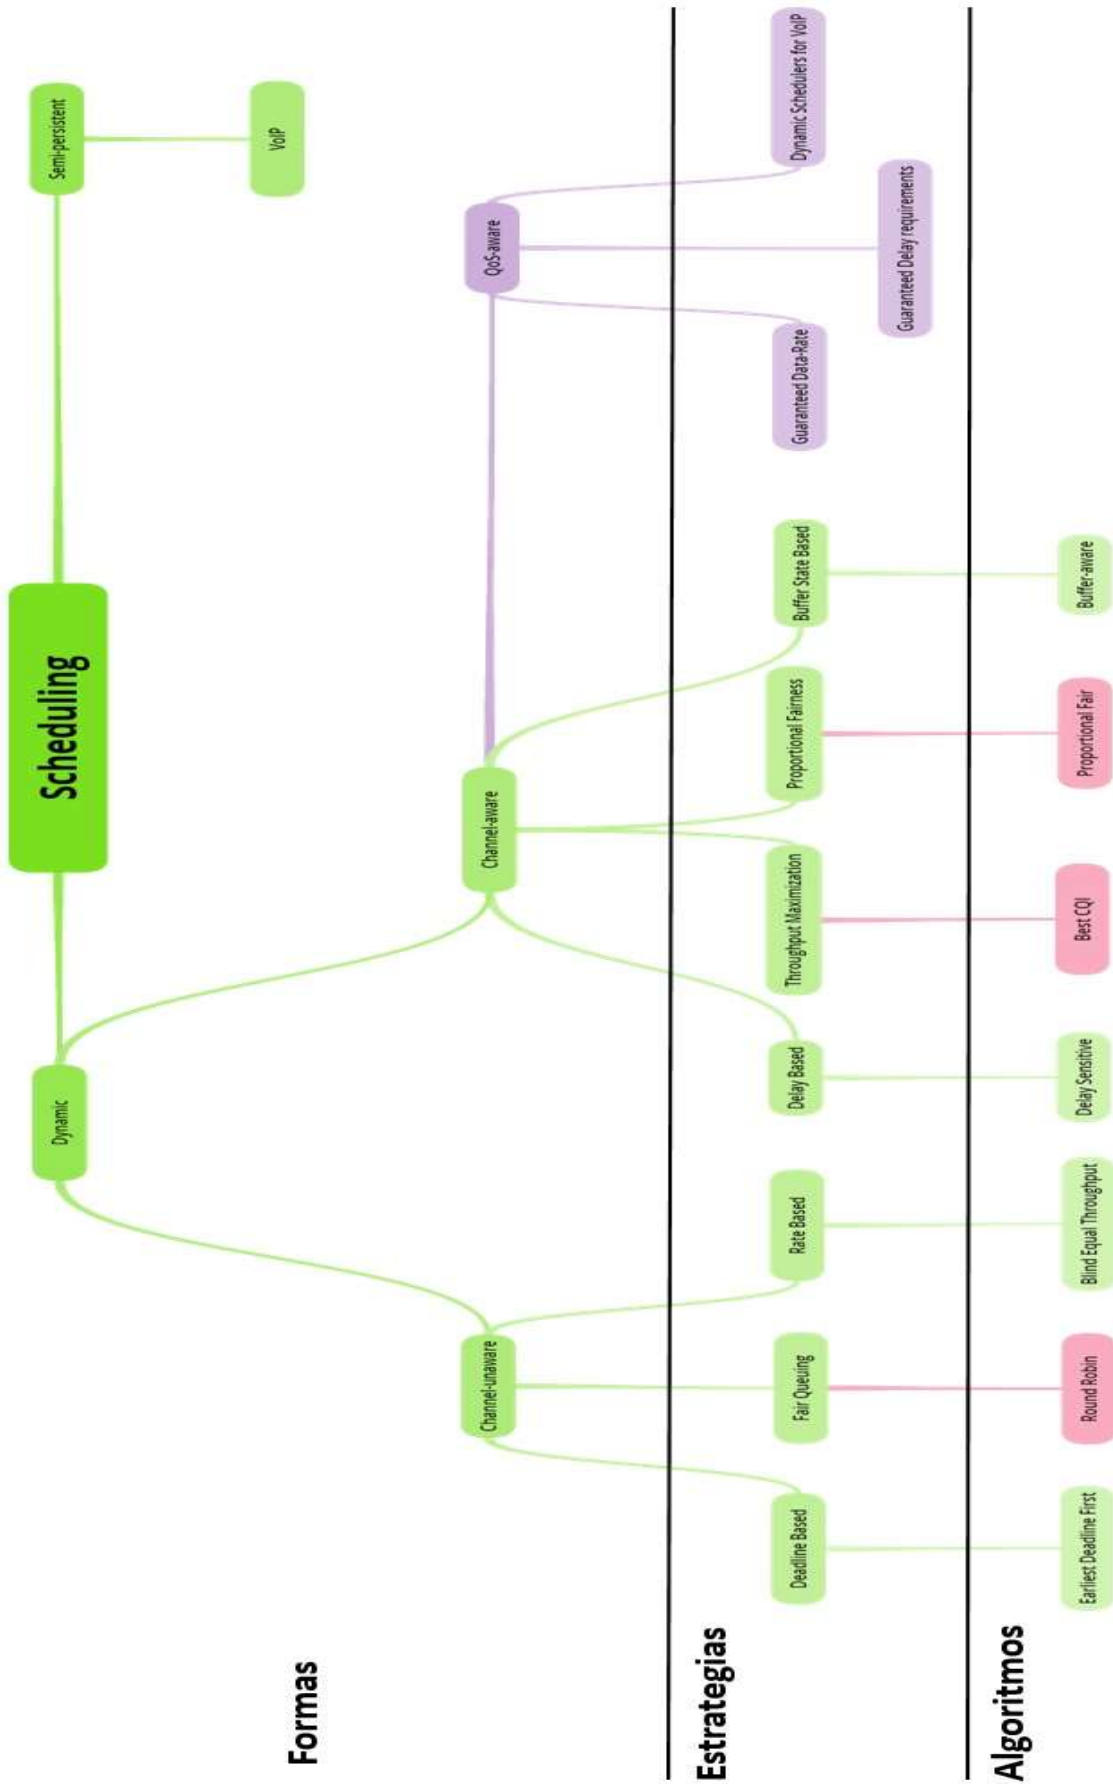 Scheduling
Dynamic
Semi-persistent
VoIP
Formas
Channel-unaware
Channel-aware
QoS-aware
Estrategias
Deadline Based
Fair Queuing
Rate Based
Delay Based
Throughput Maximization
Proportional Fairness
Buffer State Based
Guaranteed Data-Rate
Guaranteed Delay requirements
Dynamic Schedulers for VoIP
Algoritmos
Earliest Deadline First
Round Robin
Blind Equal Throughput
Delay Sensitive
Best CQI
Proportional Fair
Buffer-aware